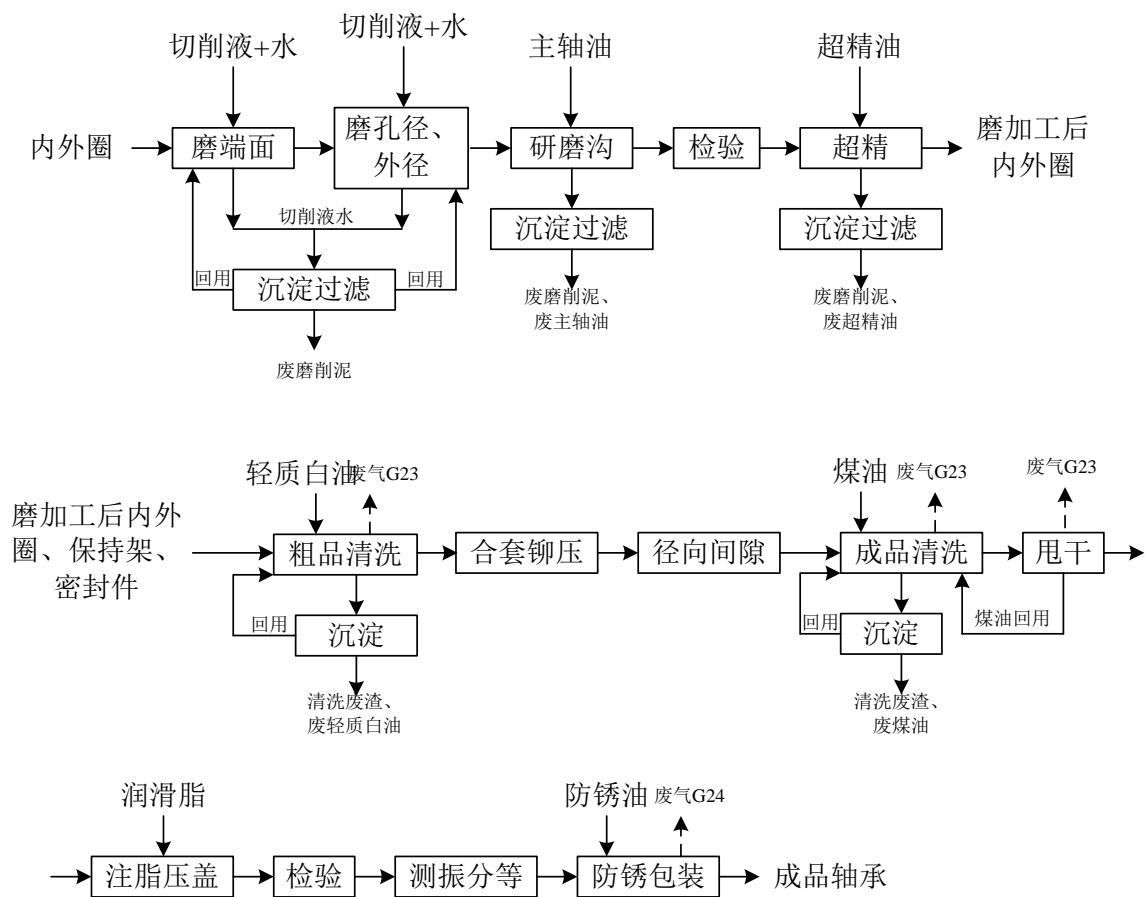 切削液+水
切削液+水
主轴油
超精油
内外圈
磨端面
磨孔径、
外径
研磨沟
检验
超精
磨加工后
内外圈
切削液水
沉淀过滤
沉淀过滤
回用
沉淀过滤
回用
废磨削泥、
废主轴油
废磨削泥、
废超精油
废磨削泥
轻质白油
废气G23
煤油
废气G23
废气G23
磨加工后内外
圈、保持架、
密封件
粗品清洗
合套铆压
径向间隙
成品清洗
甩干
回用
沉淀
回用
沉淀
煤油回用
清洗废渣、
废轻质白油
清洗废渣、
废煤油
润滑脂
防锈油
废气G24
注脂压盖
检验
测振分等
防锈包装
成品轴承